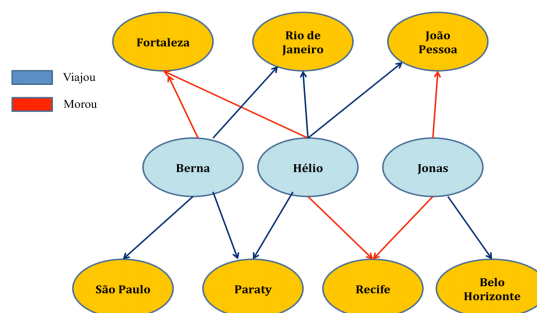 Fortaleza
Rio de
Janeiro
João
Pessoa
Viajou
Morou
Berna
Hélio
Jonas
São Paulo
Paraty
Recife
Belo
Horizonte